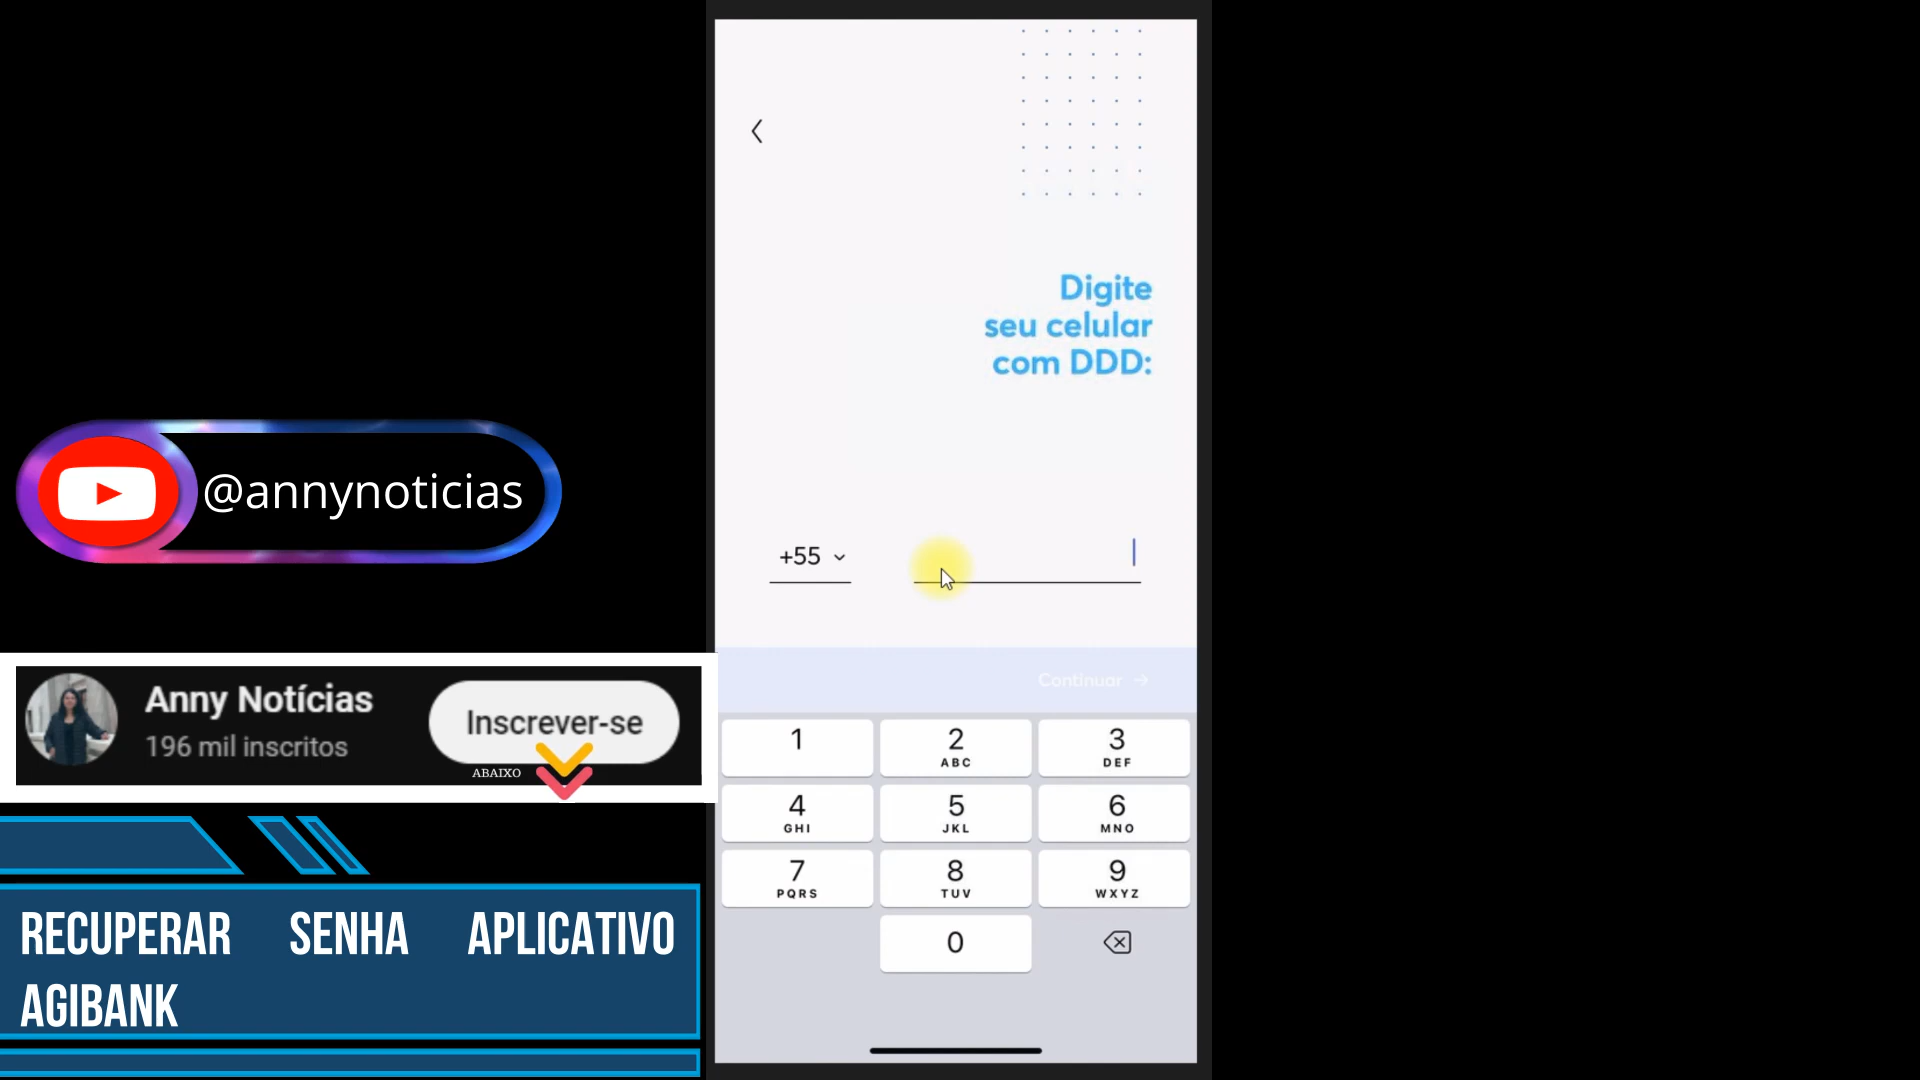 Digite
seu celular
com DDD:
@annynoticias
+55
Continuar →
Anny Notícias
196 mil inscritos
Inscrever-se
ABAIXO
1
2
ABC
3
DEF
4
GHI
5
JKL
6
MNO
7
PQRS
8
TUV
9
WXYZ
0
RECUPERAR SENHA APLICATIVO
AGIBANK